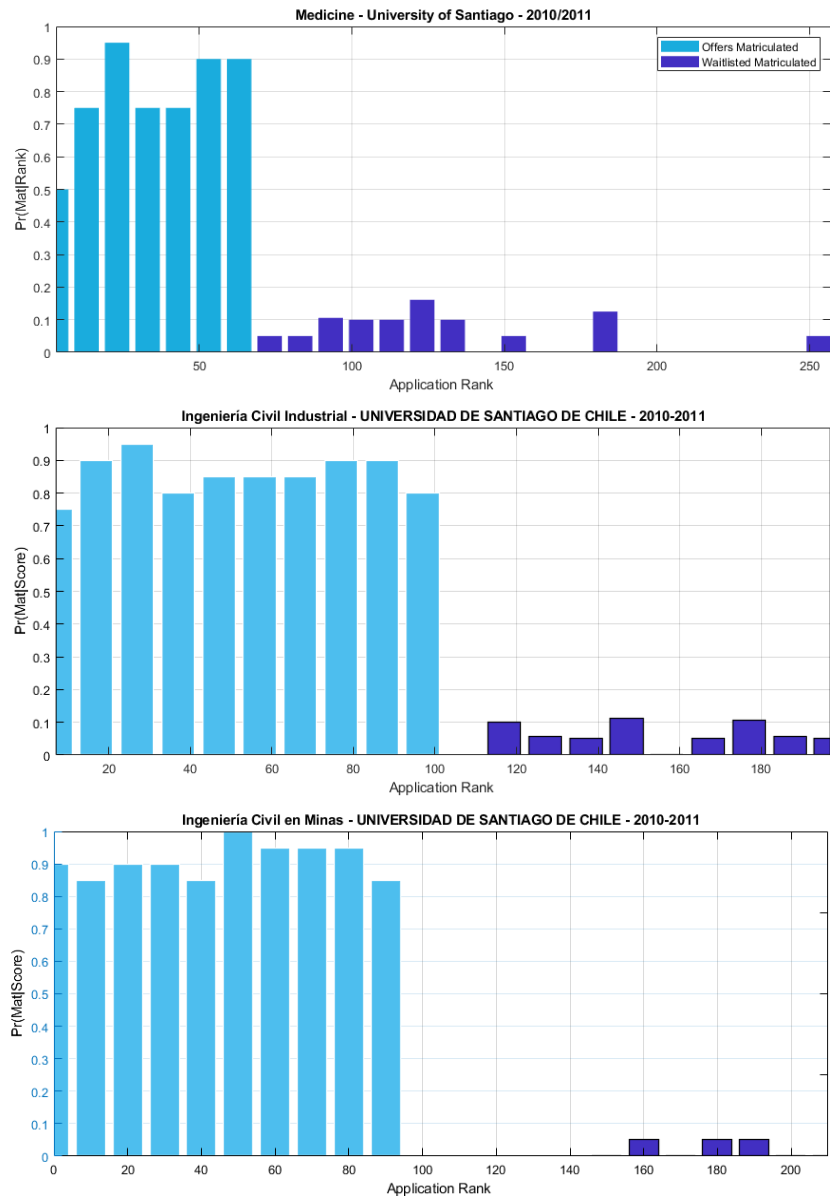 Medicine - University of Santiago - 2010/2011
1
0.9
0.8
0.7
0.6
0.5
0.4
0.3
0.2
0.1
0
Pr(Mat|Rank)
Offers Matriculated
Waitlisted Matriculated
50 100 150 200 250
Application Rank
Ingeniería Civil Industrial - UNIVERSIDAD DE SANTIAGO DE CHILE - 2010-2011
1
0.9
0.8
0.7
0.6
0.5
0.4
0.3
0.2
0.1
0
Pr(Mat|Score)
20 40 60 80 100 120 140 160 180
Application Rank
Ingeniería Civil en Minas - UNIVERSIDAD DE SANTIAGO DE CHILE - 2010-2011
1
0.9
0.8
0.7
0.6
0.5
0.4
0.3
0.2
0.1
0
Pr(Mat|Score)
0 20 40 60 80 100 120 140 160 180 200
Application Rank